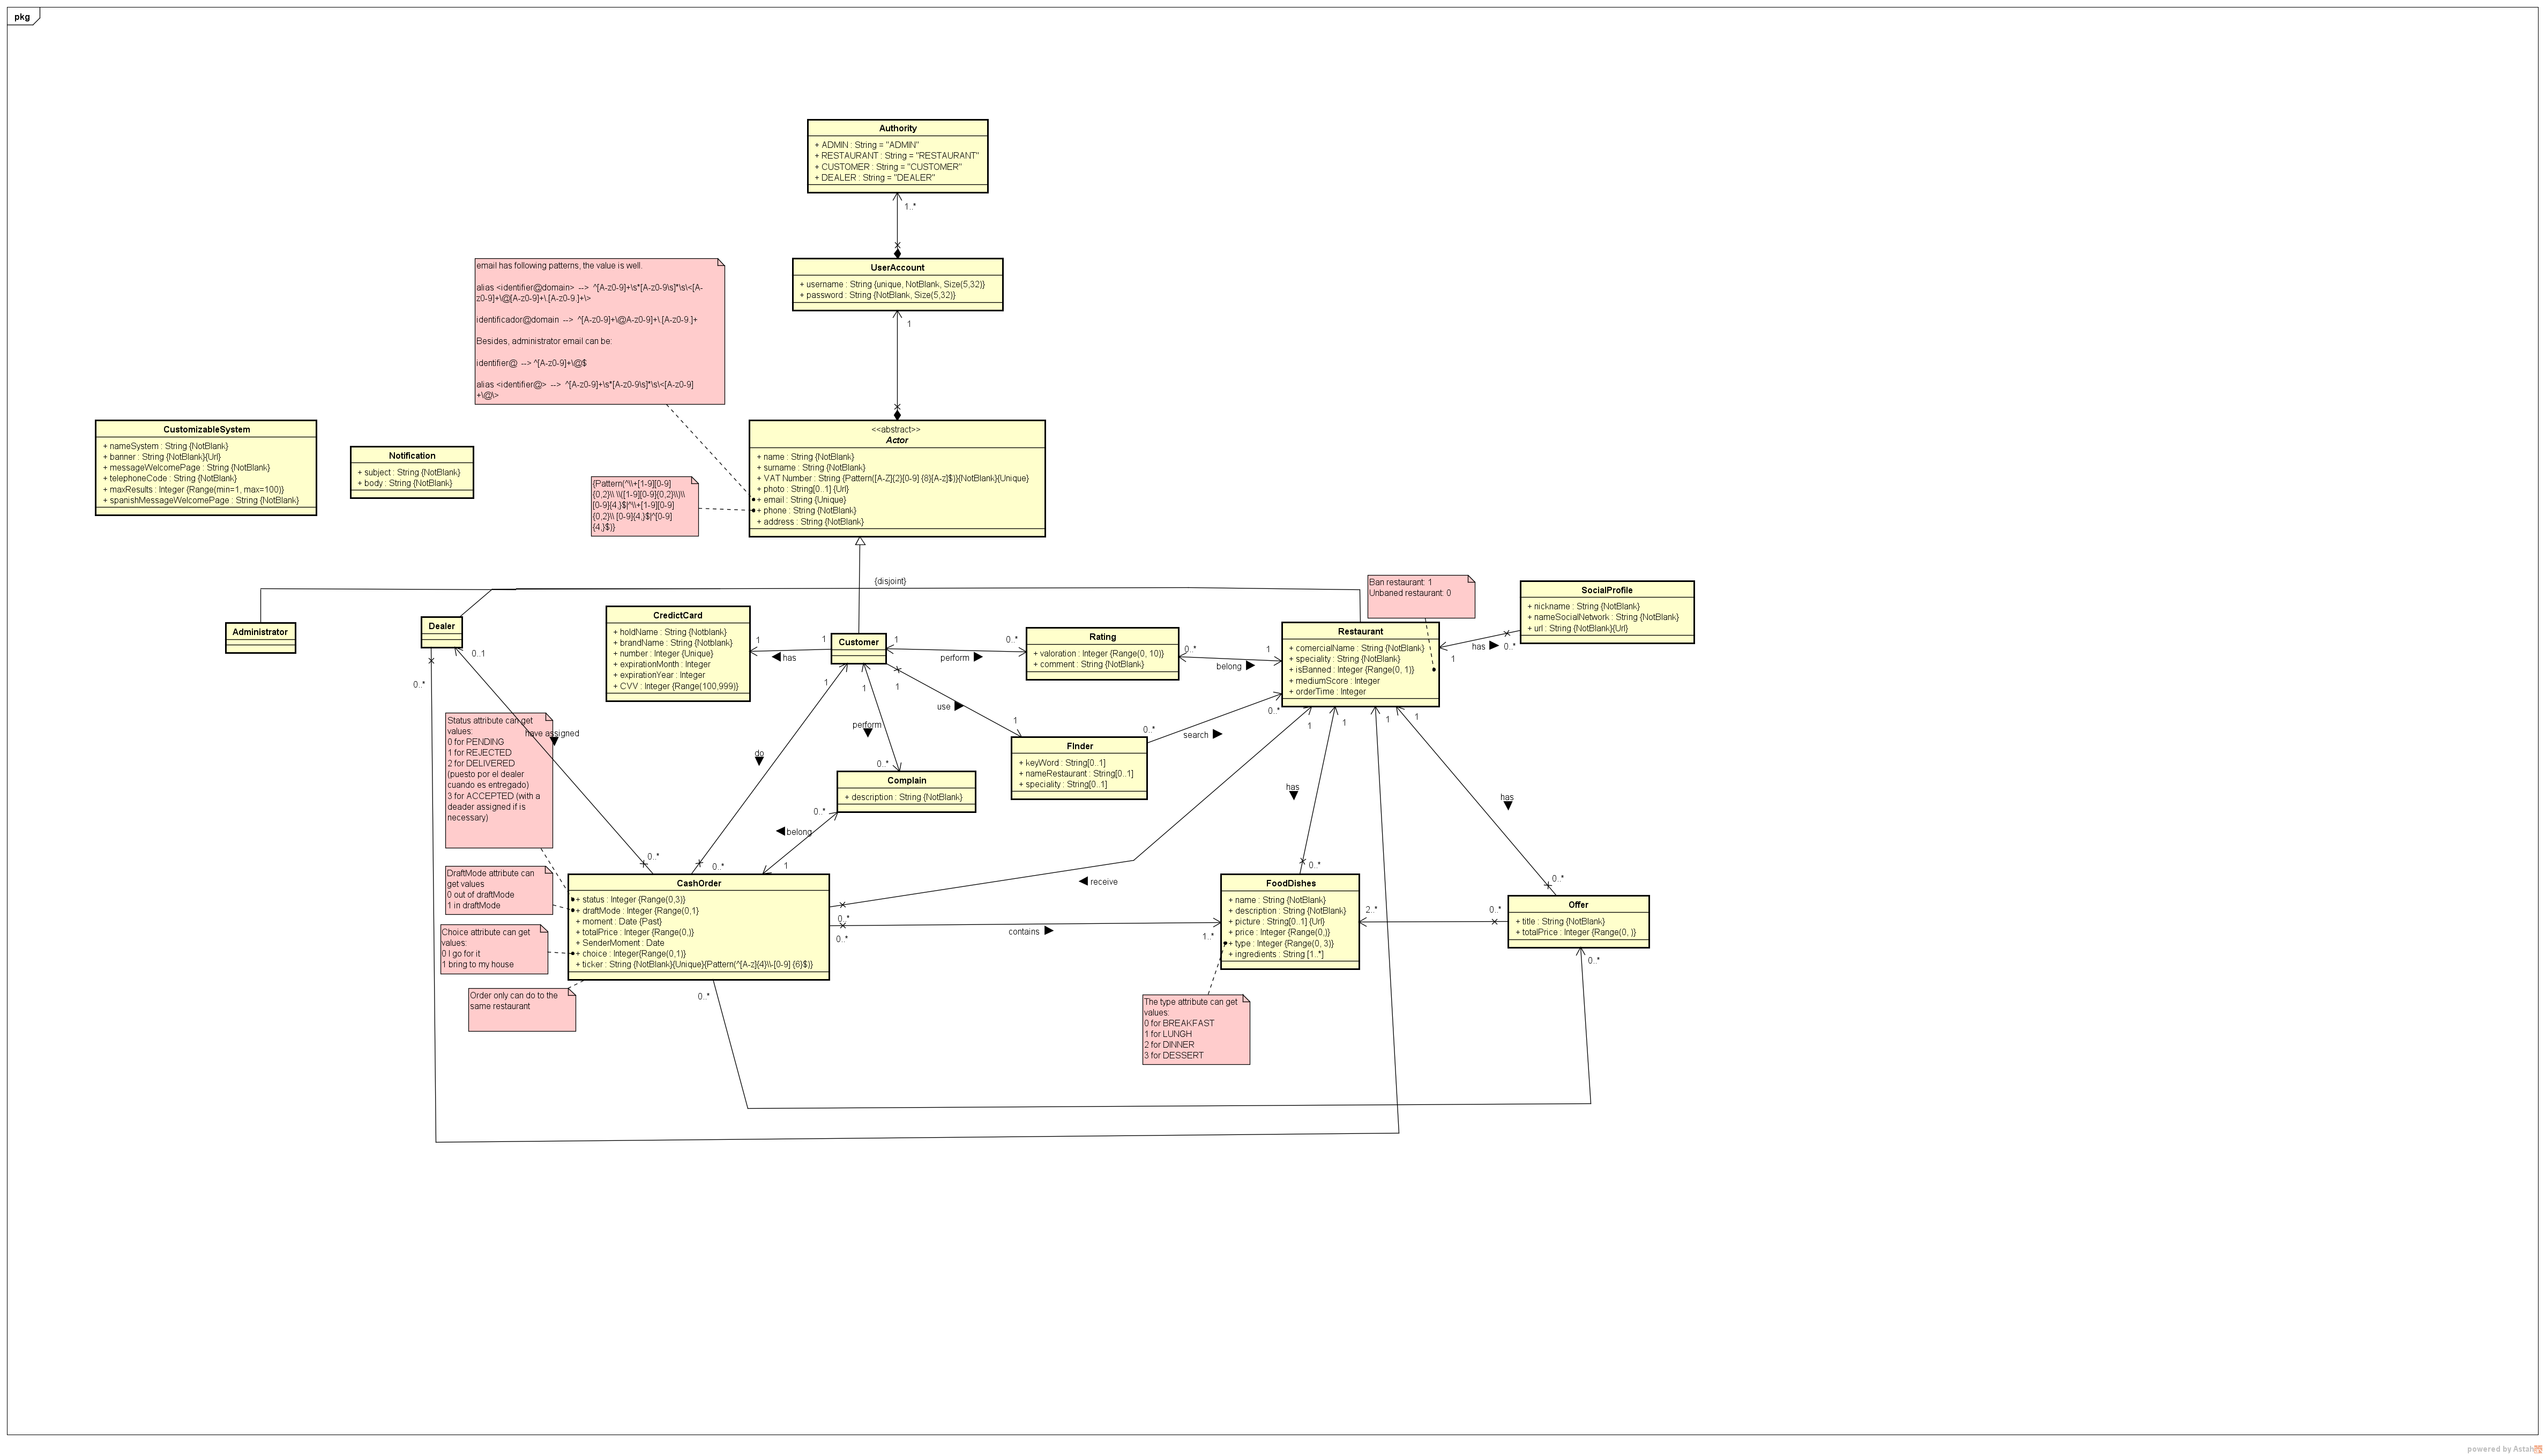 pkg
Authority
+ ADMIN : String = "ADMIN"
+ RESTAURANT : String = "RESTAURANT"
+ CUSTOMER : String = "CUSTOMER"
+ DEALER : String = "DEALER"
1..*
email has following patterns, the value is well.
alias <identifier@domain> --> ^[A-z0-9]+\s*[A-z0-9\s]*\s\<[A-
z0-9]+\@[A-z0-9]+\.[A-z0-9.]+\>
identificador@domain --> ^[A-z0-9]+\@A-z0-9]+\.[A-z0-9.]+
Besides, administrator email can be:
identifier@ --> ^[A-z0-9]+\@$
alias <identifier@> --> ^[A-z0-9]+\s*[A-z0-9\s]*\s\<[A-z0-9]
+\@\>
UserAccount
+ username : String {unique, NotBlank, Size(5,32)}
+ password : String {NotBlank, Size(5,32)}
1
CustomizableSystem
+ nameSystem : String {NotBlank}
+ banner : String {NotBlank}{Url}
+ messageWelcomePage : String {NotBlank}
+ telephoneCode : String {NotBlank}
+ maxResults : Integer {Range(min=1, max=100)}
+ spanishMessageWelcomePage : String {NotBlank}
Notification
+ subject : String {NotBlank}
+ body : String {NotBlank}
<<abstract>>
Actor
+ name : String {NotBlank}
+ surname : String {NotBlank}
+ VAT Number : String {Pattern([A-Z]{2}[0-9] {8}[A-z]$)}{NotBlank}{Unique}
+ photo : String[0..1] {Url}
+ email : String {Unique}
+ phone : String {NotBlank}
+ address : String {NotBlank}
{Pattern(^\\+[1-9][0-9]
{0,2}\\ \\([1-9][0-9]{0,2}\\)\\
[0-9]{4,}$|^\\+[1-9][0-9]
{0,2}\\ [0-9]{4,}$|^[0-9]
{4,}$)}
{disjoint}
Administrator
Dealer
0..1
0..*
CredictCard
+ holdName : String {Notblank}
+ brandName : String {Notblank}
+ number : Integer {Unique}
+ expirationMonth : Integer
+ expirationYear : Integer
+ CVV : Integer {Range(100,999)}
1
has
1
Customer
1
perform
0..*
Rating
+ valoration : Integer {Range(0, 10)}
+ comment : String {NotBlank}
0..*
belong
1
Ban restaurant: 1
Unbaned restaurant: 0
Restaurant
+ comercialName : String {NotBlank}
+ speciality : String {NotBlank}
+ isBanned : Integer {Range(0, 1)}
+ mediumScore : Integer
+ orderTime : Integer
1
has
0..*
SocialProfile
+ nickname : String {NotBlank}
+ nameSocialNetwork : String {NotBlank}
+ url : String {NotBlank}{Url}
1
1
1
use
1
perform
0..*
0..*
search
0..*
FInder
+ keyWord : String[0..1]
+ nameRestaurant : String[0..1]
+ speciality : String[0..1]
1
1
1
1
Status attribute can get
values:
0 for PENDING
1 for REJECTED
2 for DELIVERED
(puesto por el dealer
cuando es entregado)
3 for ACCEPTED (with a
deader assigned if is
necessary)
have assigned
do
Complain
+ description : String {NotBlank}
0..*
belong
1
has
has
0..*
0..*
receive
0..*
0..*
DraftMode attribute can
get values
0 out of draftMode
1 in draftMode
Choice attribute can get
values:
0 I go for it
1 bring to my house
Order only can do to the
same restaurant
CashOrder
+ status : Integer {Range(0,3)}
+ draftMode : Integer {Range(0,1}
+ moment : Date {Past}
+ totalPrice : Integer {Range(0,)}
+ SenderMoment : Date
+ choice : Integer{Range(0,1)}
+ ticker : String {NotBlank}{Unique}{Pattern(^[A-z]{4}\\-[0-9] {6}$)}
0..*
0..*
contains
1..*
0..*
FoodDishes
+ name : String {NotBlank}
+ description : String {NotBlank}
+ picture : String[0..1] {Url}
+ price : Integer {Range(0,)}
+ type : Integer {Range(0, 3)}
+ ingredients : String [1..*]
2..*
0..*
Offer
+ title : String {NotBlank}
+ totalPrice : Integer {Range(0, )}
0..*
The type attribute can get
values:
0 for BREAKFAST
1 for LUNGH
2 for DINNER
3 for DESSERT
powered by Astah